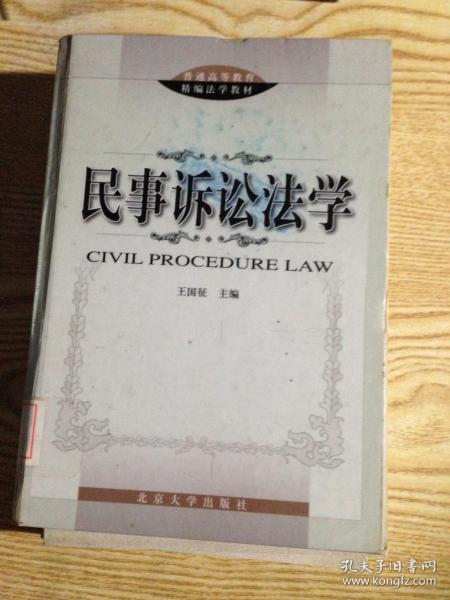 普通高等教育
精编法学教材
民事诉讼法学
CIVIL PROCEDURE LAW
王国征 主编
北京大学出版社
孔夫子旧书网
www.kongfz.com